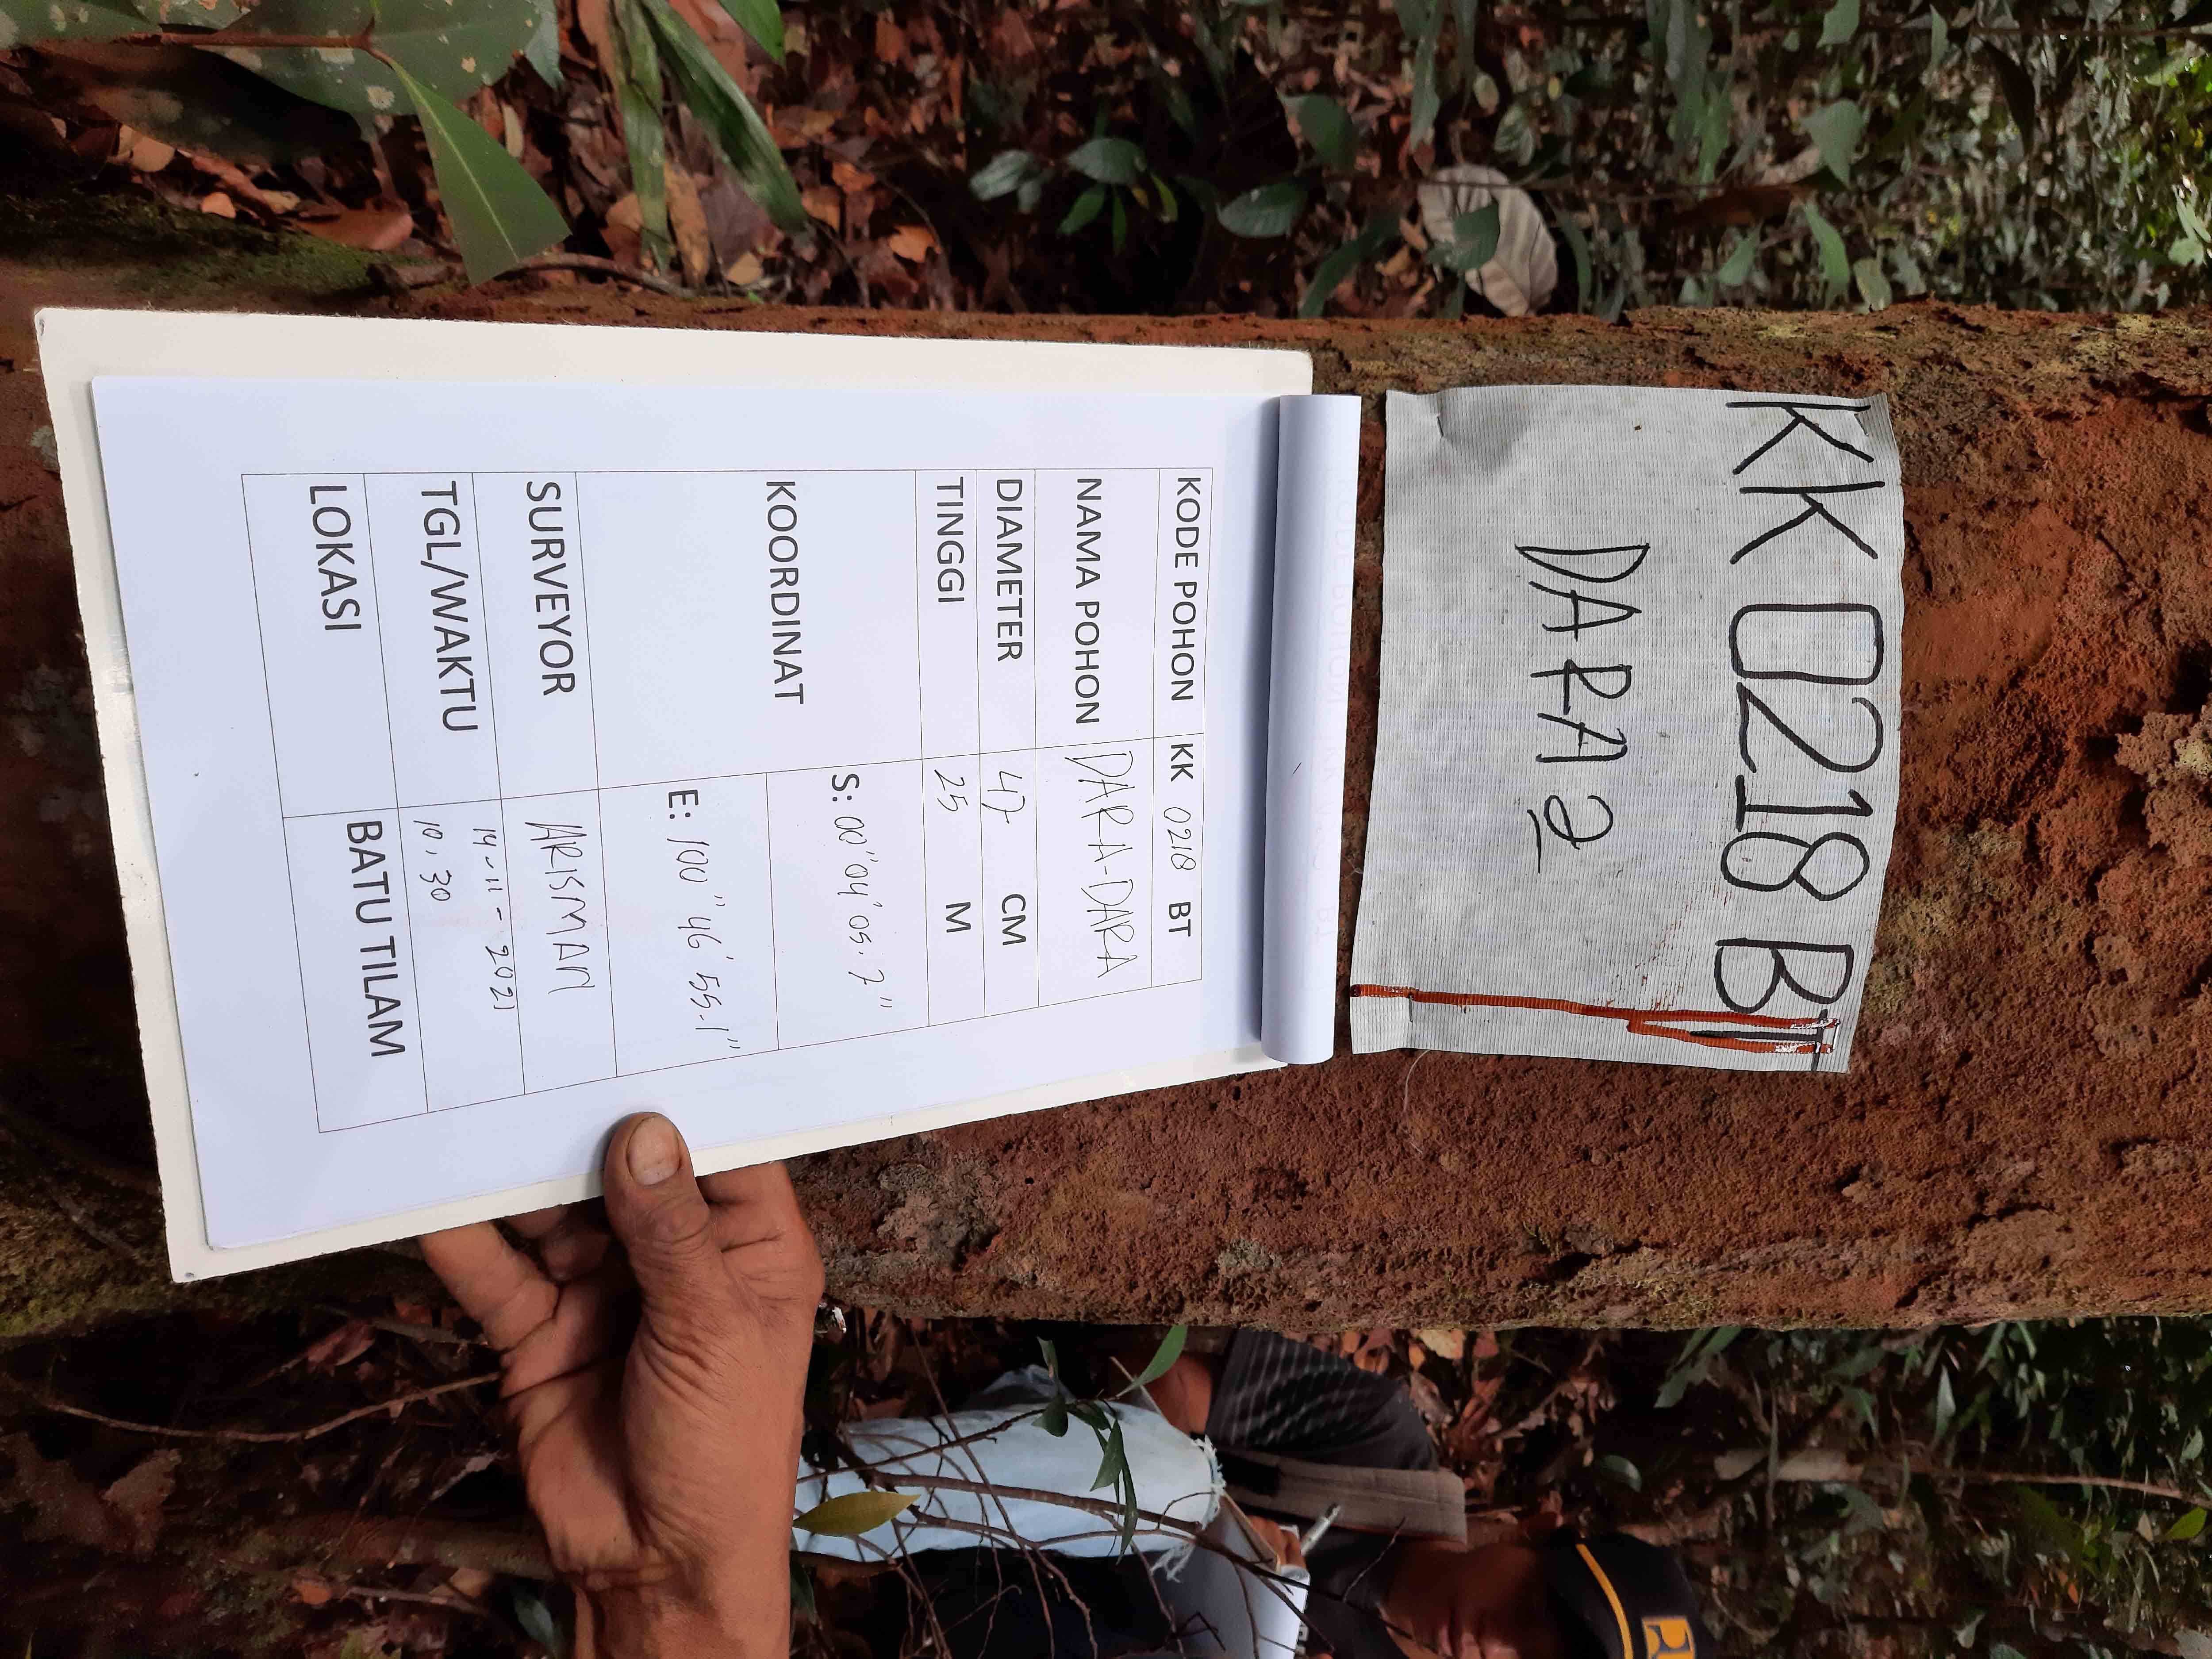 KK 0218 BT
DARA 2
KODE POHON KK 0218 BT
NAMA POHON DARA-DARA
DIAMETER 47 CM
TINGGI 25 M
KOORDINAT
S: 00"04' 05.7"
E: 100" 46' 55.1"
SURVEYOR ARISMAN
TGL/WAKTU 14-11-2021
10.30
LOKASI BATU TILAM